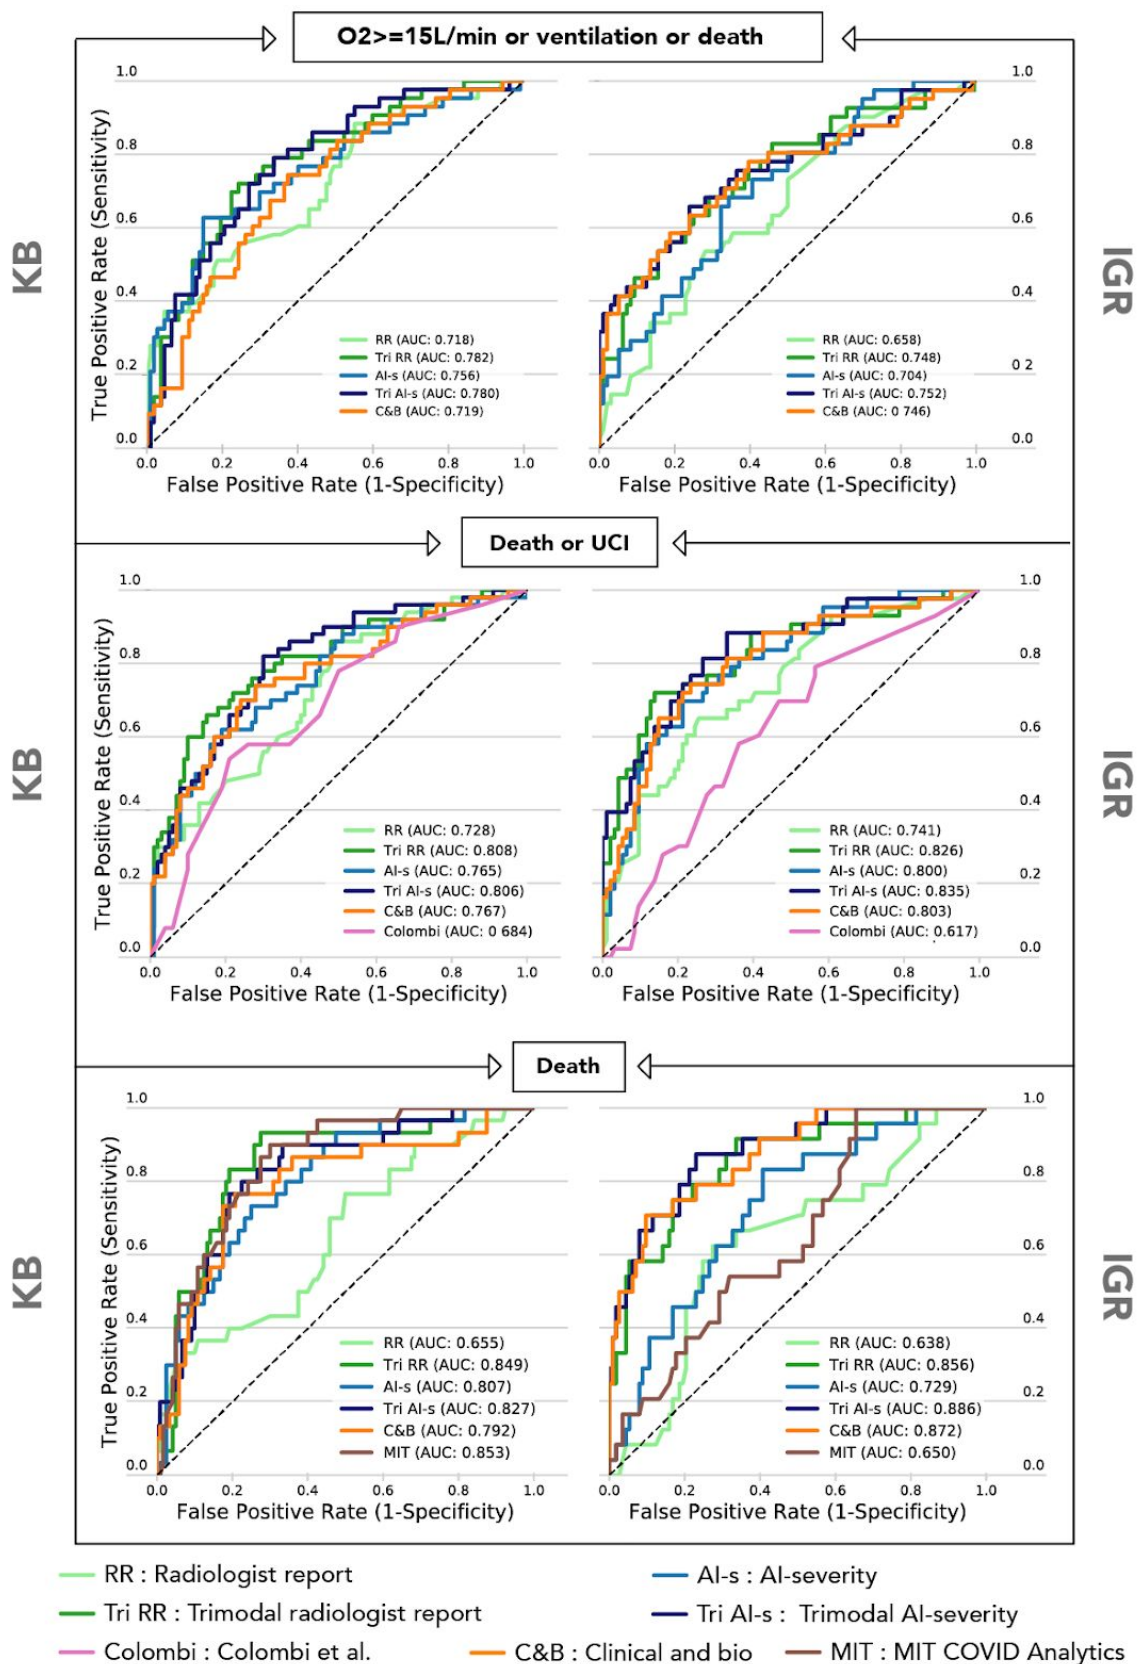 O2>=15L/min or ventilation or death
KB
IGR
True Positive Rate (Sensitivity)
1.0
0.8
0.6
0.4
0.2
0.0
RR (AUC: 0.718)
Tri RR (AUC: 0.782)
AI-s (AUC: 0.756)
Tri AI-s (AUC: 0.780)
C&B (AUC: 0.719)
0.0 0.2 0.4 0.6 0.8 1.0
False Positive Rate (1-Specificity)
1.0
0.8
0.6
0.4
0.2
0.0
RR (AUC: 0.658)
Tri RR (AUC: 0.748)
AI-s (AUC: 0.704)
Tri AI-s (AUC: 0.752)
C&B (AUC: 0 746)
0.0 0.2 0.4 0.6 0.8 1.0
False Positive Rate (1-Specificity)
Death or UCI
KB
IGR
True Positive Rate (Sensitivity)
1.0
0.8
0.6
0.4
0.2
0.0
RR (AUC: 0.728)
Tri RR (AUC: 0.808)
AI-s (AUC: 0.765)
Tri AI-s (AUC: 0.806)
C&B (AUC: 0.767)
Colombi (AUC: 0 684)
0.0 0.2 0.4 0.6 0.8 1.0
False Positive Rate (1-Specificity)
1.0
0.8
0.6
0.4
0.2
0.0
RR (AUC: 0.741)
Tri RR (AUC: 0.826)
AI-s (AUC: 0.800)
Tri AI-s (AUC: 0.835)
C&B (AUC: 0.803)
Colombi (AUC: 0.617)
0.0 0.2 0.4 0.6 0.8 1.0
False Positive Rate (1-Specificity)
Death
KB
IGR
True Positive Rate (Sensitivity)
1.0
0.8
0.6
0.4
0.2
0.0
RR (AUC: 0.655)
Tri RR (AUC: 0.849)
AI-s (AUC: 0.807)
Tri AI-s (AUC: 0.827)
C&B (AUC: 0.792)
MIT (AUC: 0.853)
0.0 0.2 0.4 0.6 0.8 1.0
False Positive Rate (1-Specificity)
1.0
0.8
0.6
0.4
0.2
0.0
RR (AUC: 0.638)
Tri RR (AUC: 0.856)
AI-s (AUC: 0.729)
Tri AI-s (AUC: 0.886)
C&B (AUC: 0.872)
MIT (AUC: 0.650)
0.0 0.2 0.4 0.6 0.8 1.0
False Positive Rate (1-Specificity)
RR : Radiologist report
AI-s : AI-severity
Tri RR : Trimodal radiologist report
Tri AI-s : Trimodal AI-severity
Colombi : Colombi et al.
C&B : Clinical and bio
MIT : MIT COVID Analytics